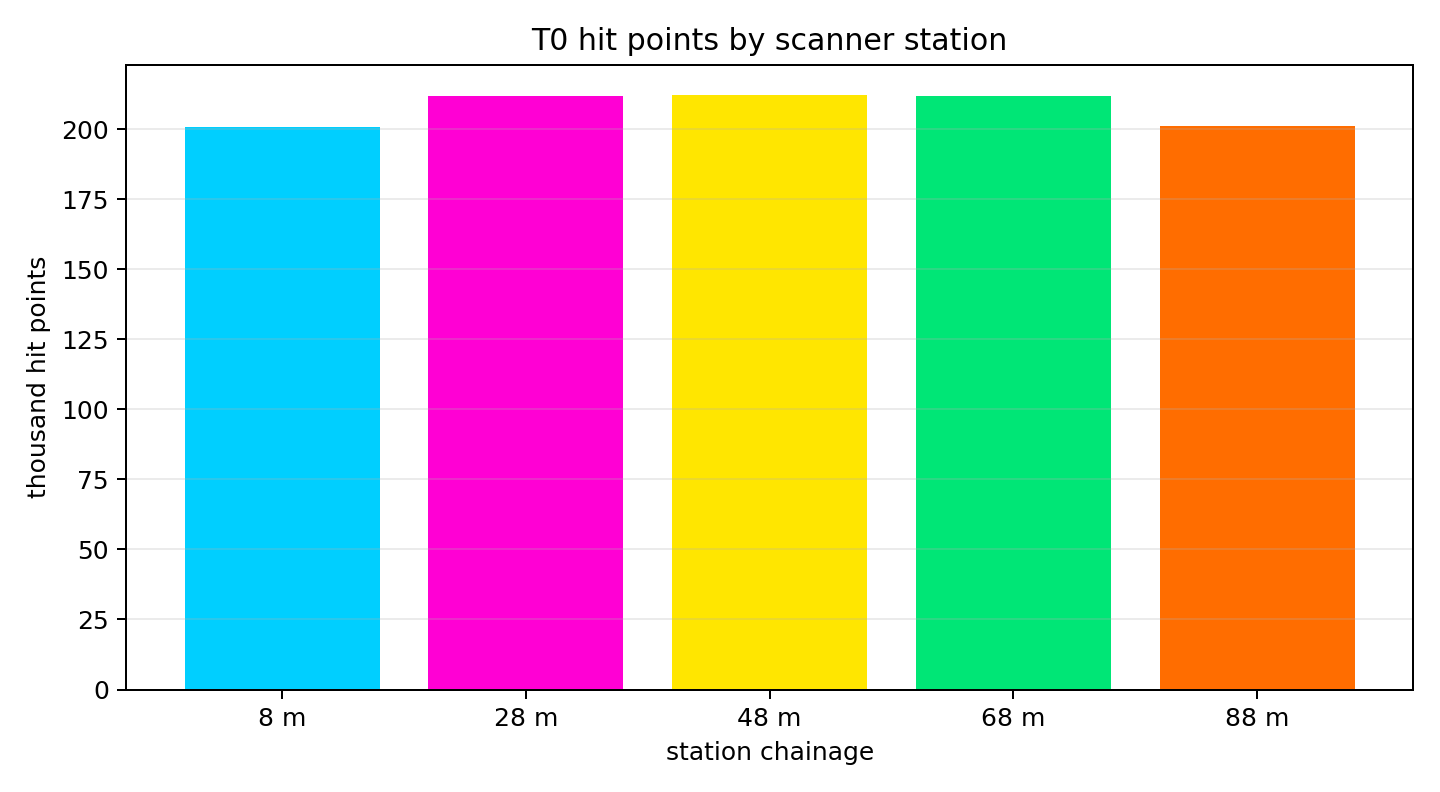 T0 hit points by scanner station
thousand hit points
200
175
150
125
100
75
50
25
0
8 m
28 m
48 m
68 m
88 m
station chainage